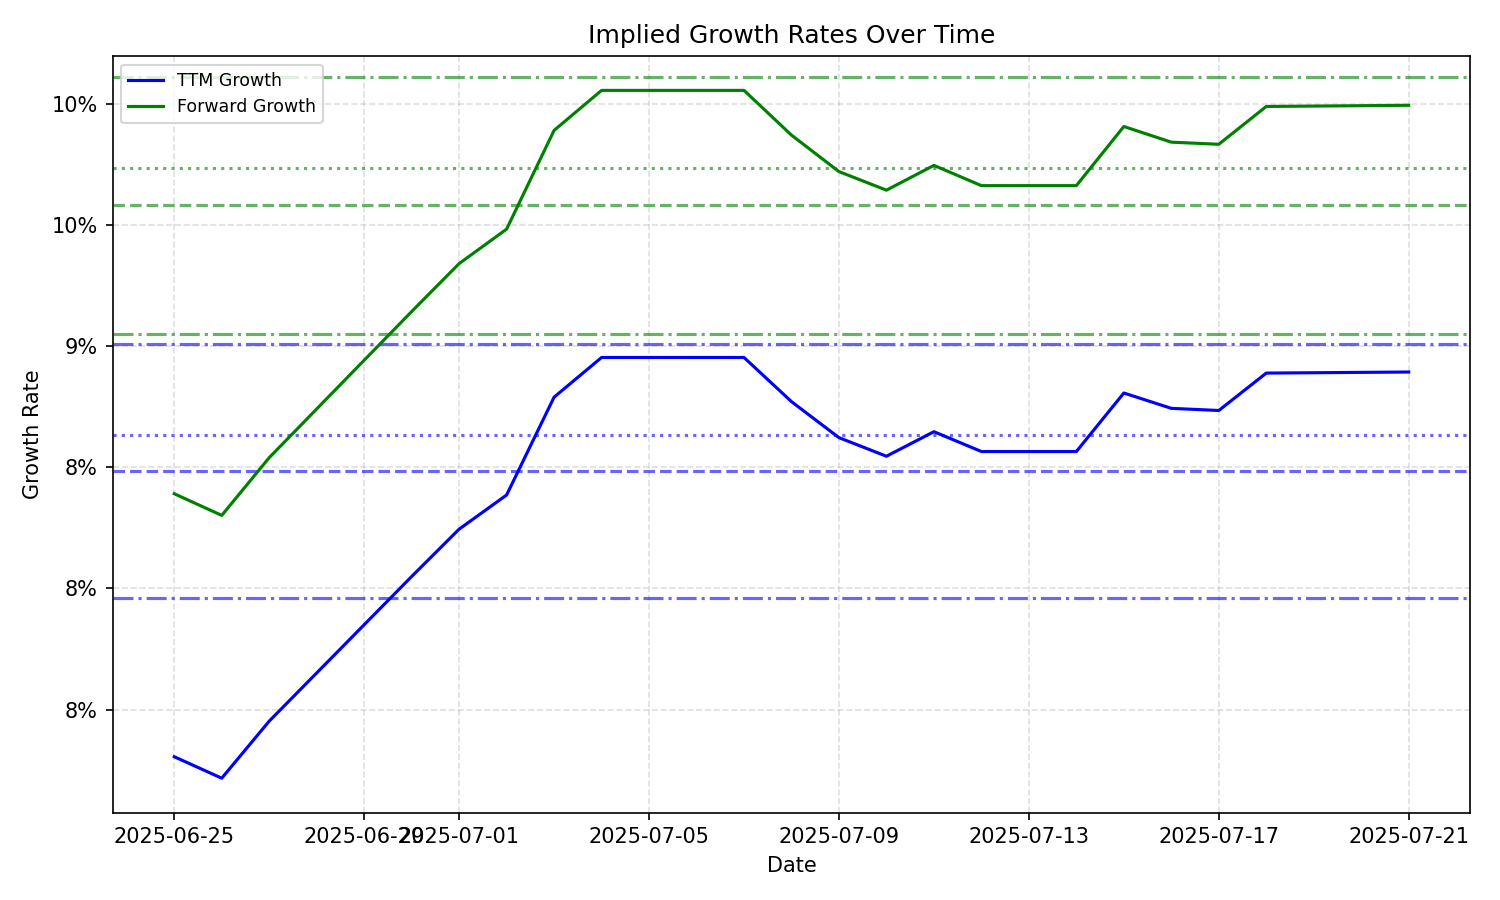 Implied Growth Rates Over Time
TTM Growth
Forward Growth
10%
10%
9%
8%
8%
8%
Growth Rate
2025-06-25
2025-06-29
2025-07-01
2025-07-05
2025-07-09
2025-07-13
2025-07-17
2025-07-21
Date